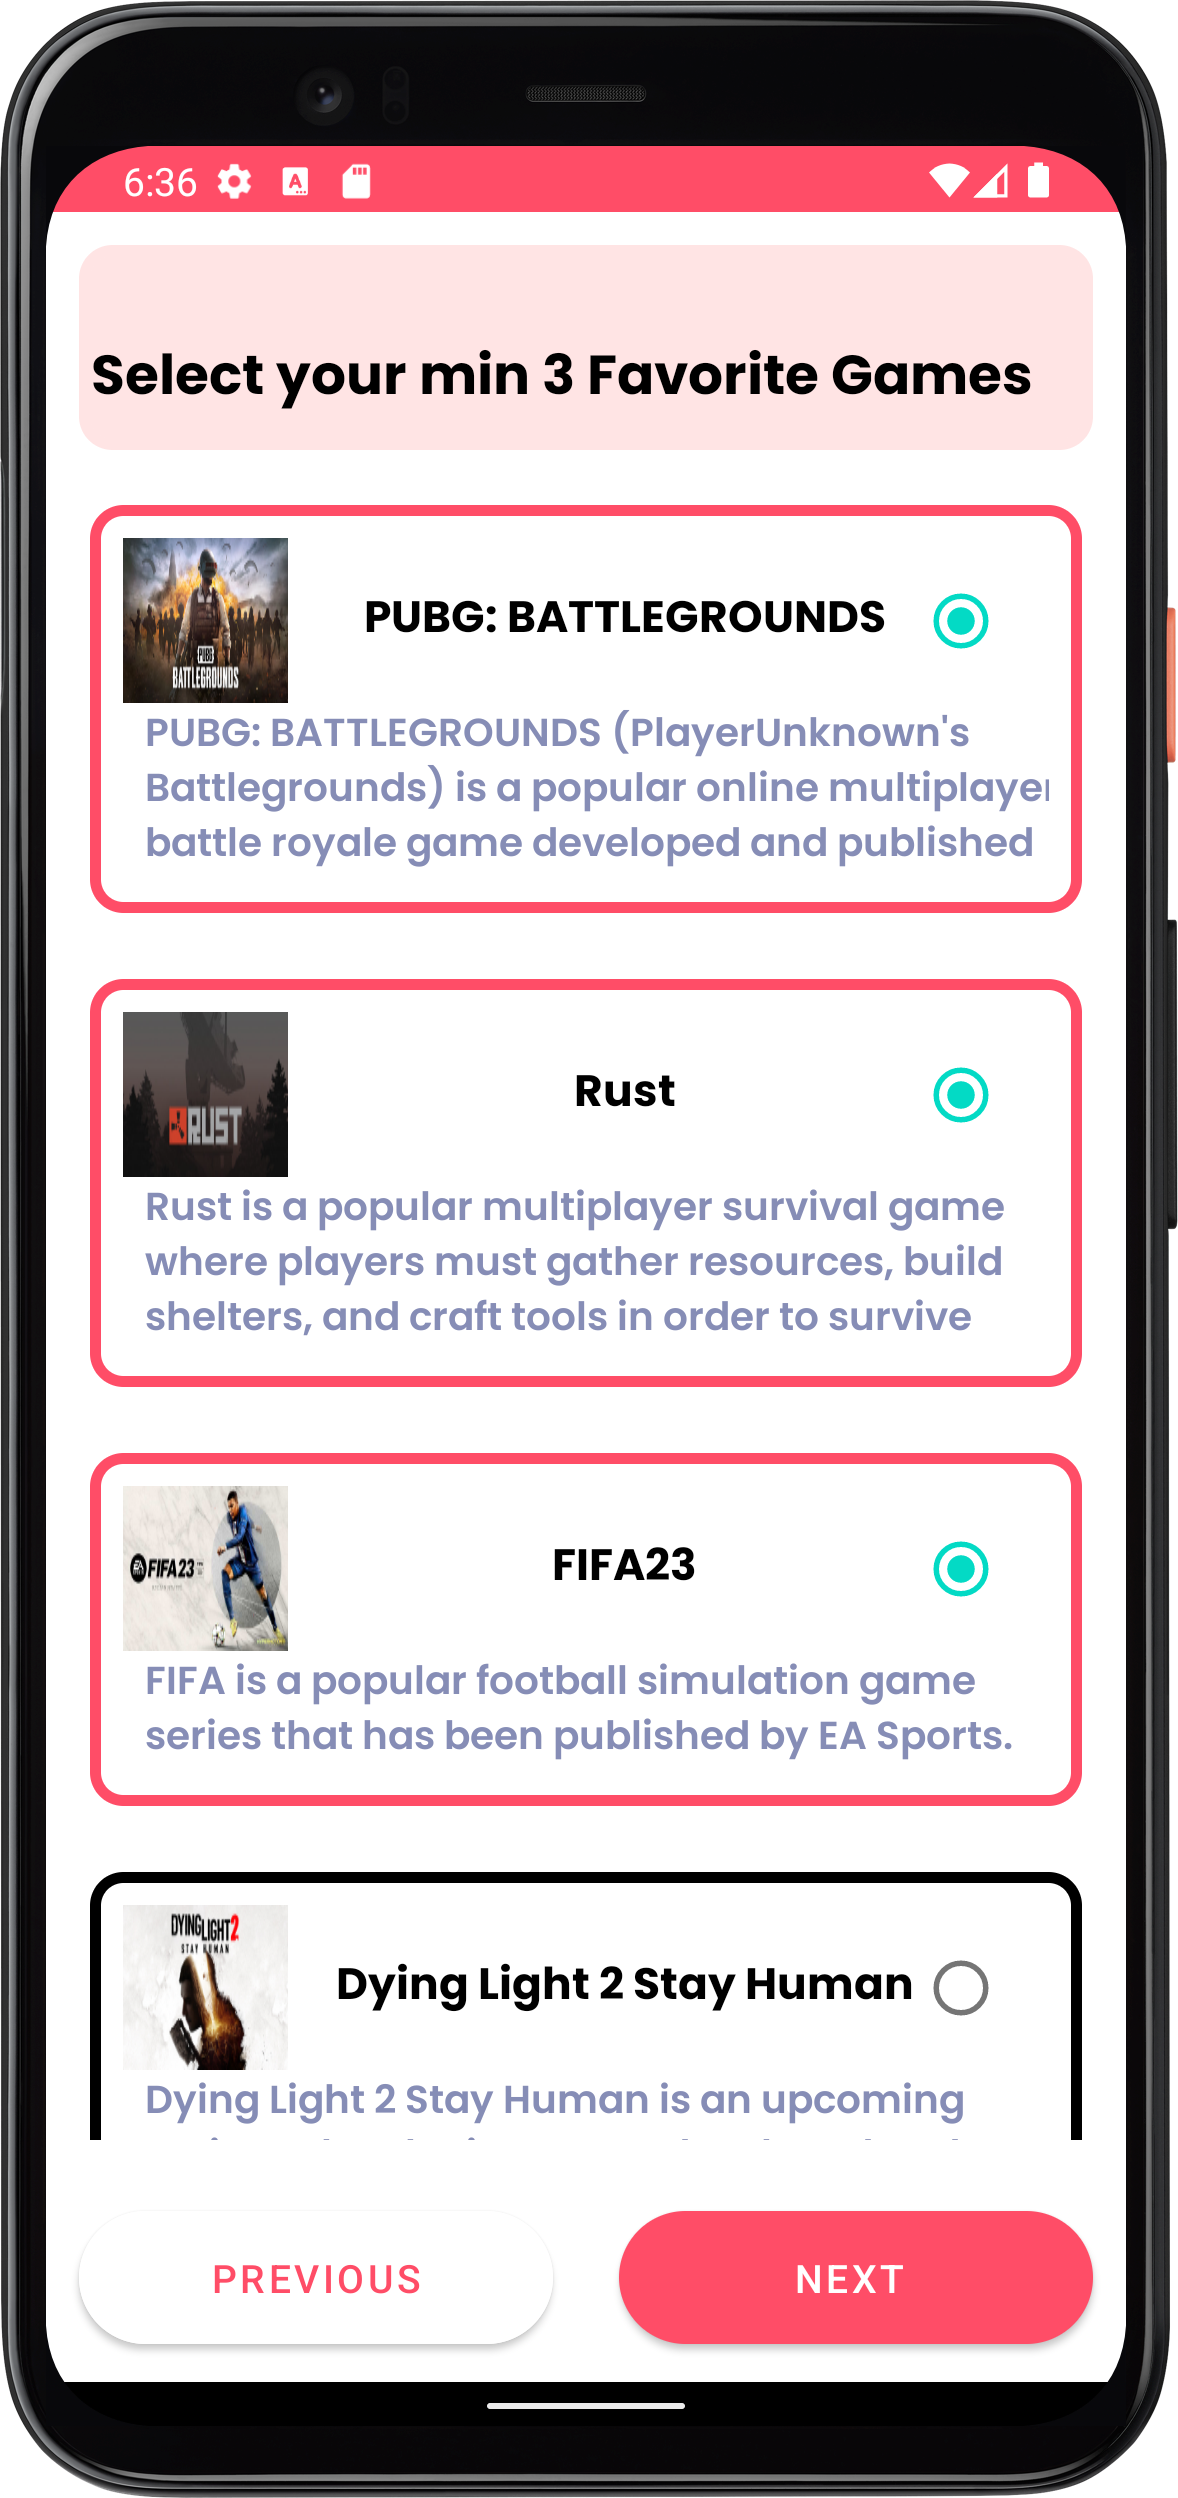 6:36
Select your min 3 Favorite Games
PUBG: BATTLEGROUNDS
PUBG
BATTLEGROUNDS
PUBG: BATTLEGROUNDS (PlayerUnknown's
Battlegrounds) is a popular online multiplayer
battle royale game developed and published
Rust
RUST
Rust is a popular multiplayer survival game
where players must gather resources, build
shelters, and craft tools in order to survive
FIFA23
EA FIFA 23
FIFA is a popular football simulation game
series that has been published by EA Sports.
DYING LIGHT 2
STAY HUMAN
Dying Light 2 Stay Human
Dying Light 2 Stay Human is an upcoming
PREVIOUS
NEXT